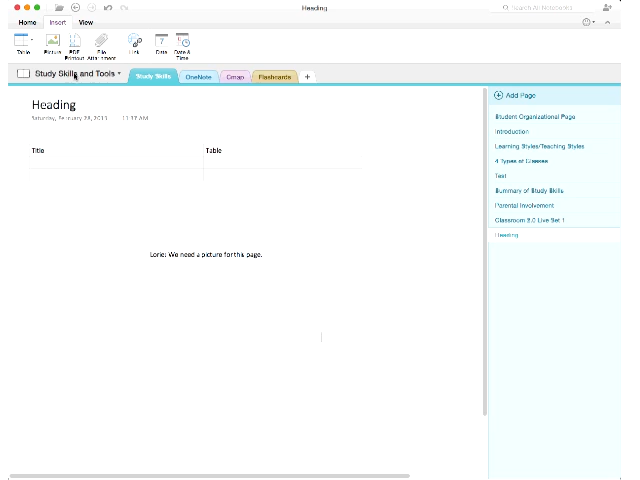 Heading
Search All Notebooks
Home Insert View
Table Picture PDF Printout File Attachment Link Date Date & Time
Study Skills and Tools
Study Skills OneNote Cmap Flashcards +
Add Page
Heading
Saturday, February 28, 2015 11:37 AM
Title Table
Lorie: We need a picture for this page.
Student Organizational Page
Introduction
Learning Styles/Teaching Styles
4 Types of Classes
Test
Summary of Study Skills
Parental Involvement
Classroom 2.0 Live Set 1
Heading